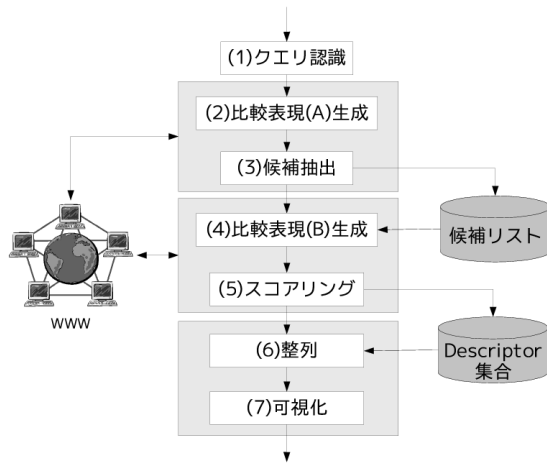 (1)クエリ認識
(2)比較表現(A)生成
(3)候補抽出
(4)比較表現(B)生成
候補リスト
(5)スコアリング
WWW
(6)整列
Descriptor
集合
(7)可視化